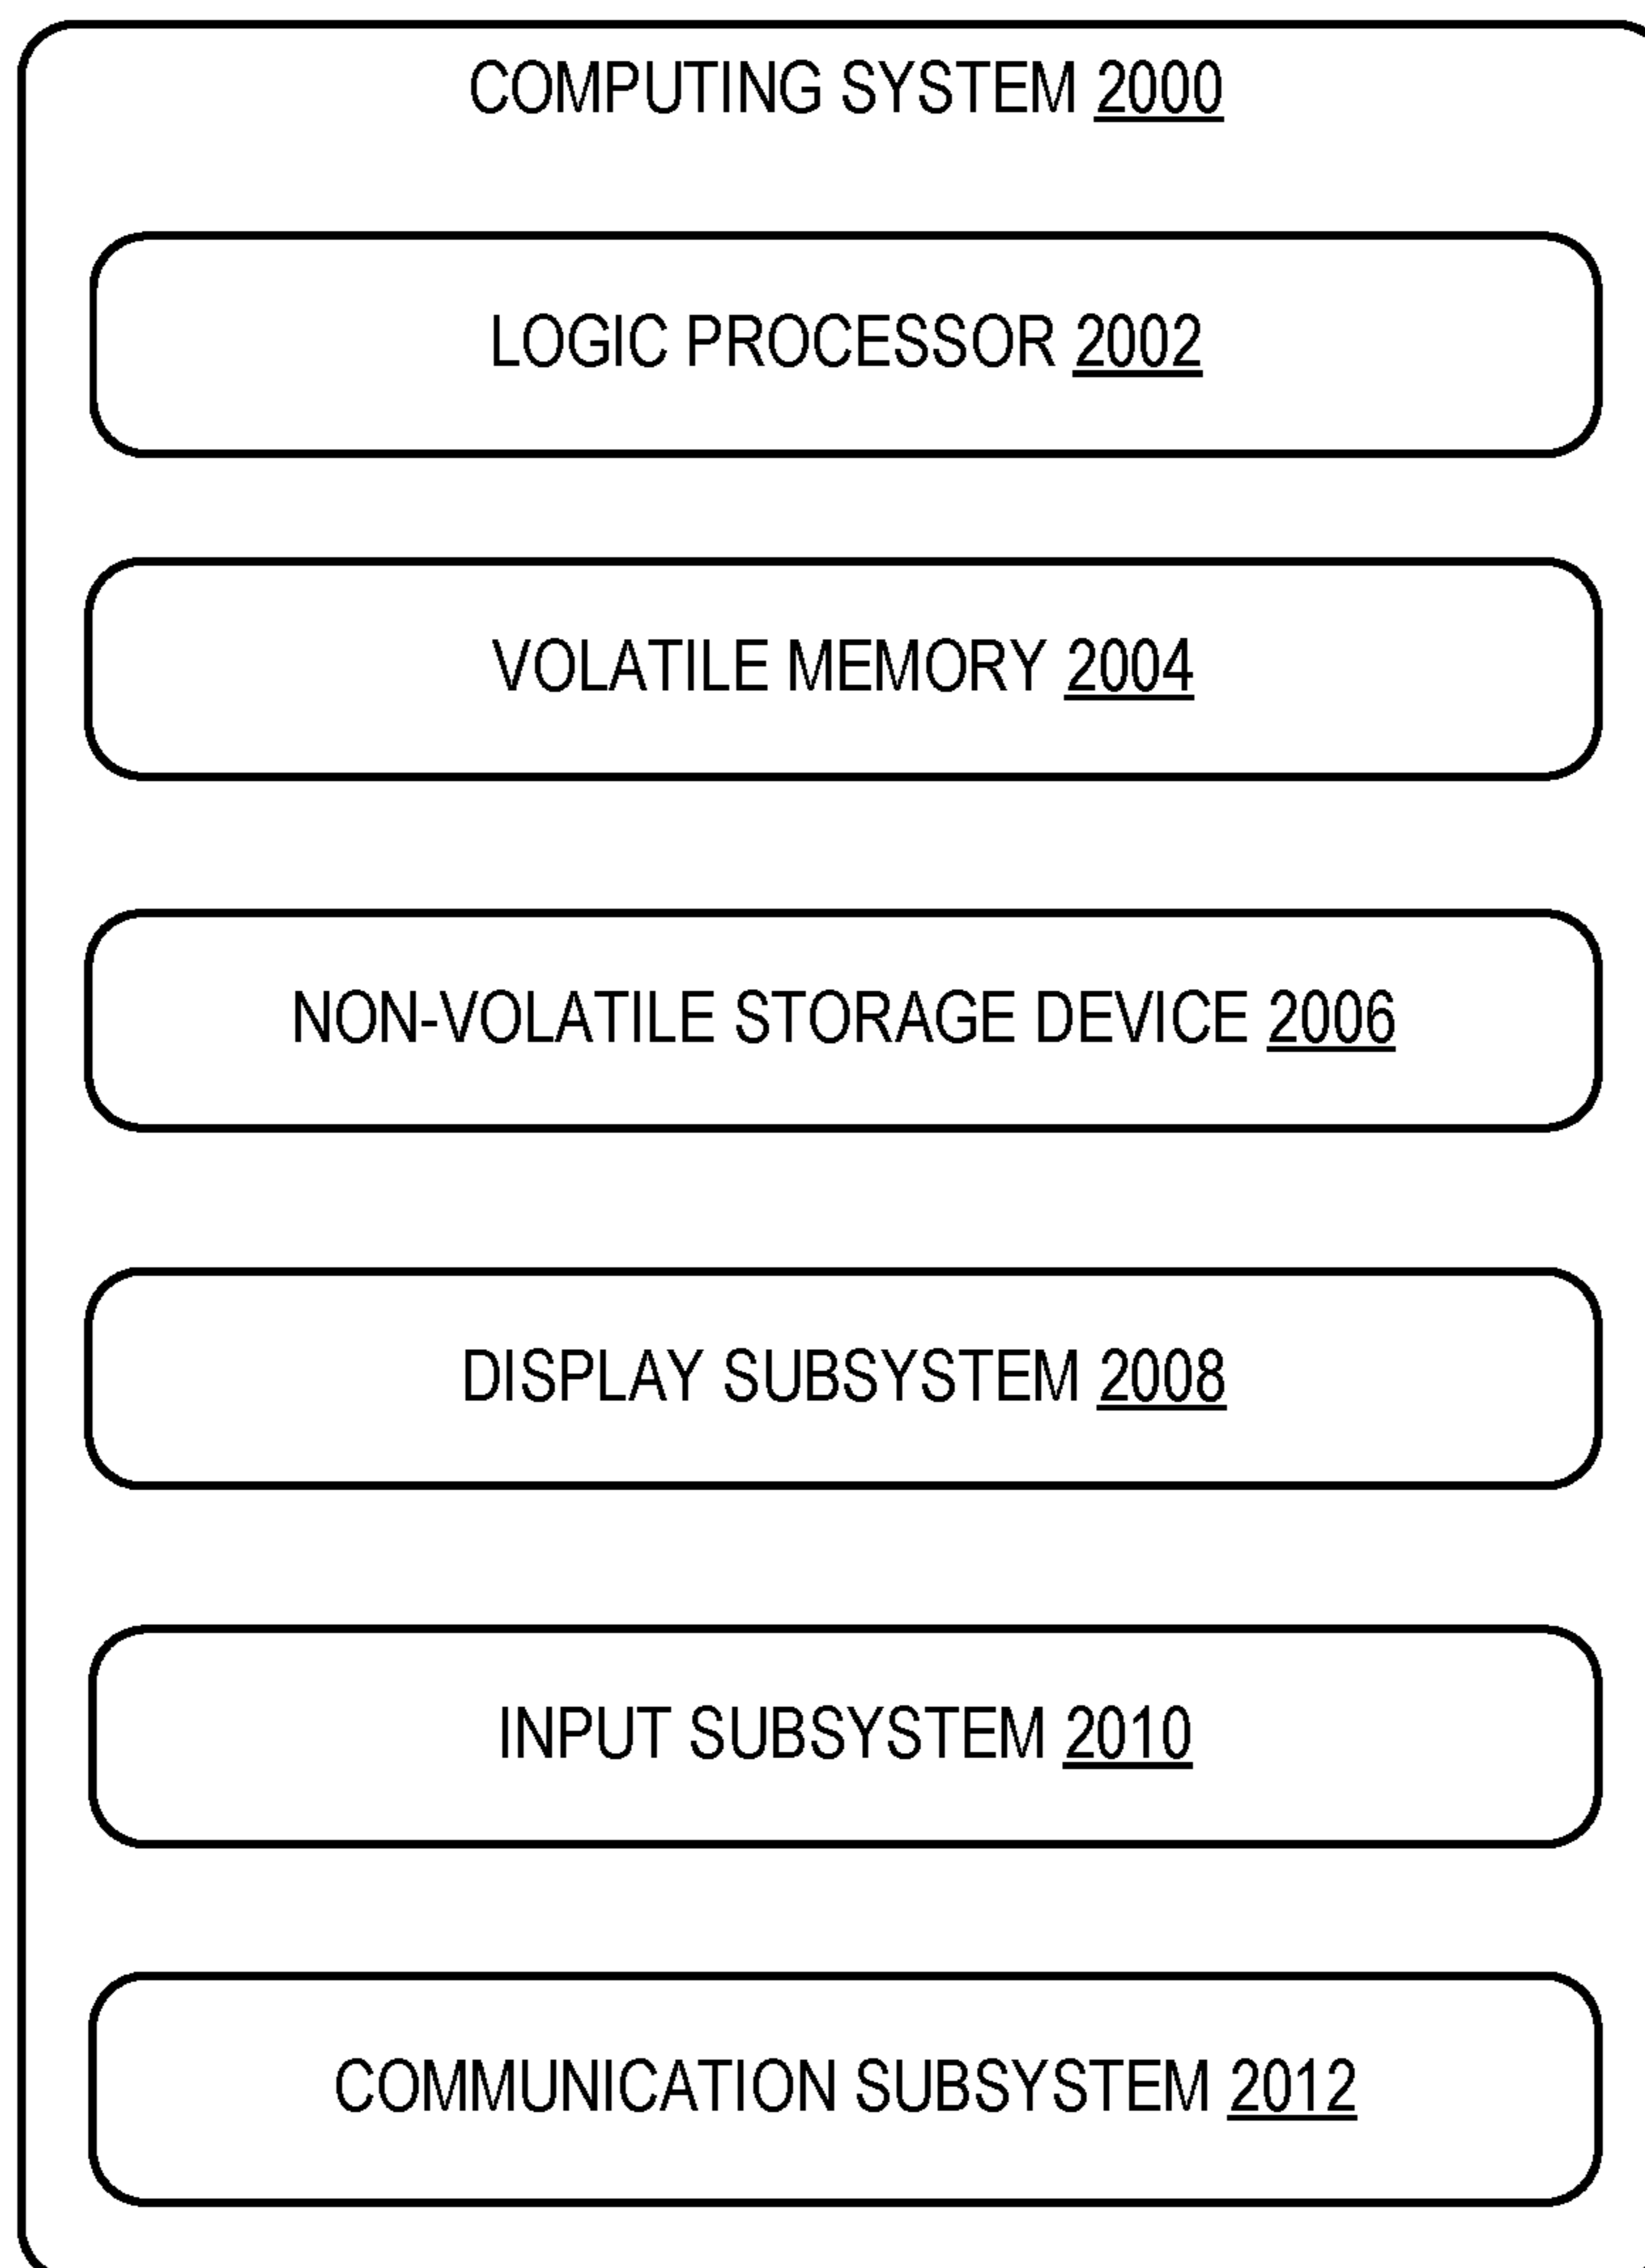 COMPUTING SYSTEM 2000
LOGIC PROCESSOR 2002
VOLATILE MEMORY 2004
NON-VOLATILE STORAGE DEVICE 2006
DISPLAY SUBSYSTEM 2008
INPUT SUBSYSTEM 2010
COMMUNICATION SUBSYSTEM 2012